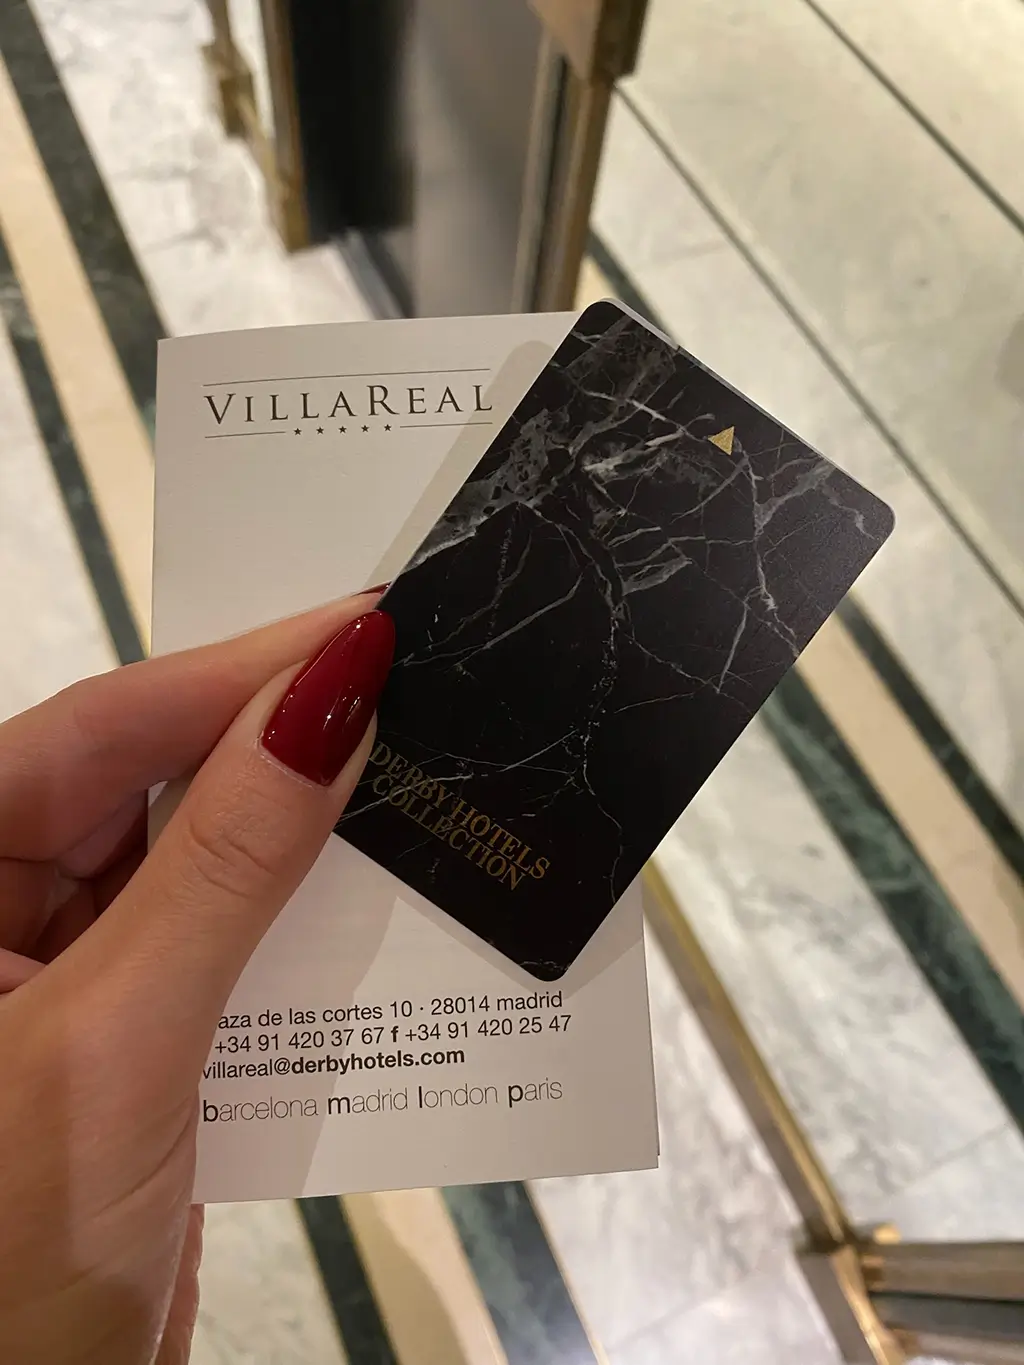 VILLAREAL
★★★★★
DERBY HOTELS
COLLECTION
aza de las cortes 10 · 28014 madrid
+34 91 420 37 67 f +34 91 420 25 47
villareal@derbyhotels.com
barcelona madrid london paris